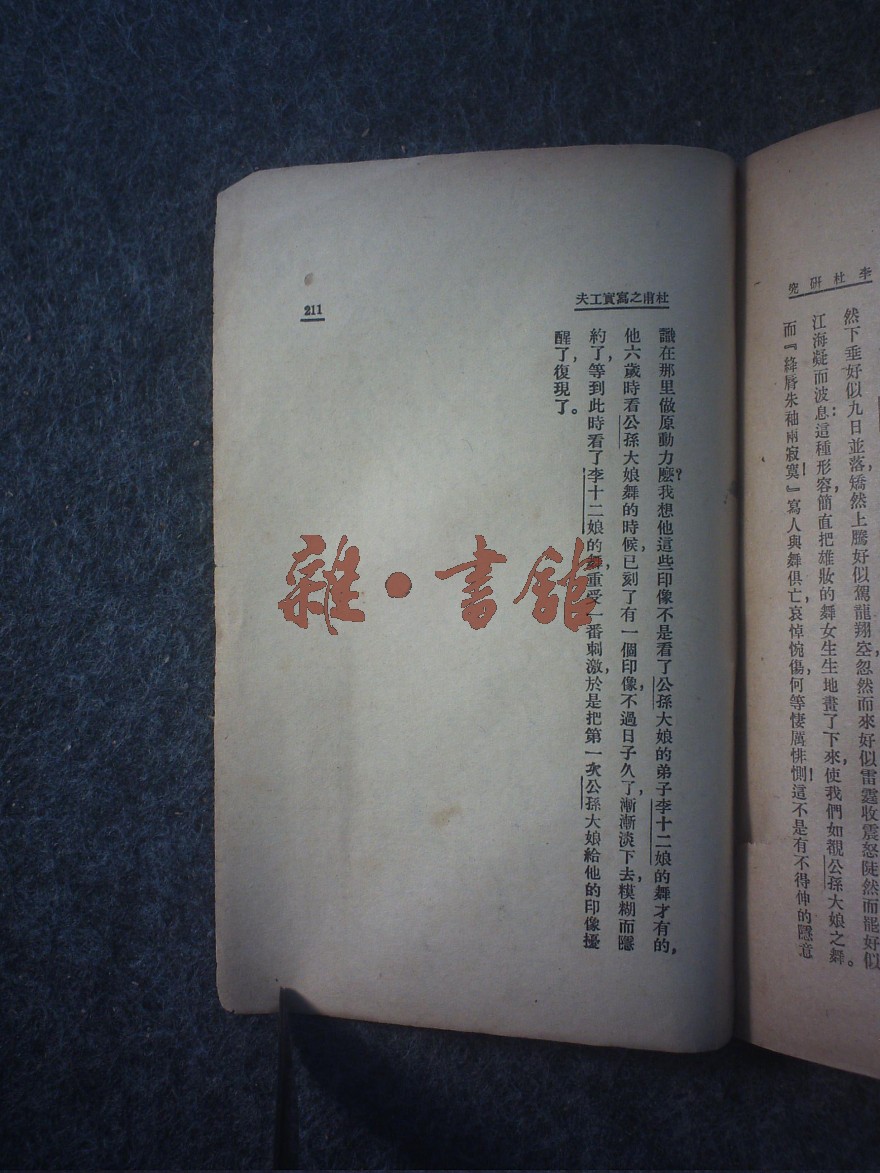 李杜研究
然下垂好似九日並落，矯然上騰好似駕龍翔空，忽然而來好似雷霆收震怒陡然而罷好似
江海凝而波息這種形容，簡直把雄妝的舞女生生地畫了下來，使我們如覩公孫大娘之舞。
而『絳唇朱袖兩寂寞』寫人與舞俱亡，哀悼惋傷，何等悽厲悱惻！這不是有不得伸的隱意
杜甫之寫實工夫
識在那里做原動力麽？我想他這些印像不是看了公孫大娘的弟子李十二娘的舞才有的，
他六歲時看公孫大娘舞的時候，已刻了有一個印像，不過日子久了，漸漸淡下去，糢糊而隱
約了，等到此時看了李十二娘的舞，重受一番刺激，於是把第一次公孫大娘給他的印像擾
醒了，復現了。
211
雜·書館